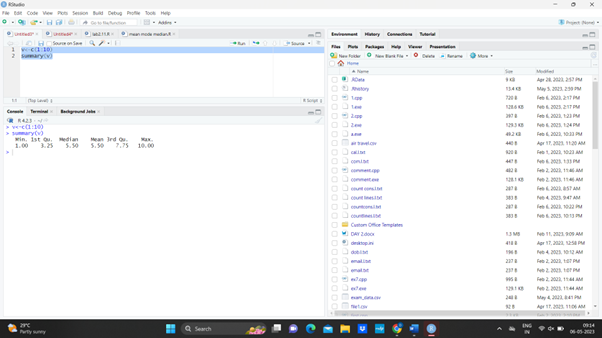 RStudio
File Edit Code View Plots Session Build Debug Profile Tools Help
Go to file/function
Addins
Project: (None)
Untitled3* Untitled4* lab2,11.R mean mode median.R
Source on Save
Run
Source
1 v<-c(1:10)
2 summary(v)
(Top Level)
R Script
Console Terminal Background Jobs
R 4.2.3 · ~/
> v<-c(1:10)
> summary(v)
Min. 1st Qu. Median Mean 3rd Qu. Max.
1.00 3.25 5.50 5.50 7.75 10.00
>
Environment History Connections Tutorial
Files Plots Packages Help Viewer Presentation
New Folder New Blank File Delete Rename More
Home
Name Size Modified
.RData 9 KB Apr 28, 2023, 2:57 PM
.Rhistory 13.4 KB May 5, 2023, 2:59 PM
1.cpp 720 B Feb 6, 2023, 2:17 PM
1.exe 128.6 KB Feb 6, 2023, 2:17 PM
2.cpp 397 B Feb 6, 2023, 1:23 PM
2.exe 129.3 KB Feb 6, 2023, 1:24 PM
a.exe 49.2 KB Feb 6, 2023, 10:33 PM
air travel.csv 440 B Apr 17, 2023, 11:20 AM
cal.l.txt 920 B Feb 1, 2023, 10:23 AM
com.l.txt 447 B Feb 6, 2023, 1:33 PM
comment.cpp 482 B Feb 2, 2023, 11:46 AM
comment.exe 128.1 KB Feb 2, 2023, 11:46 AM
count cons.l.txt 287 B Feb 6, 2023, 8:57 AM
count lines.l.txt 383 B Feb 4, 2023, 9:47 AM
countcons.l.txt 287 B Feb 6, 2023, 10:22 PM
countlines.l.txt 383 B Feb 6, 2023, 10:13 PM
Custom Office Templates
DAY 2.docx 1.3 MB Feb 11, 2023, 9:09 AM
desktop.ini 418 B Apr 17, 2023, 12:58 PM
dob.l.txt 196 B Feb 4, 2023, 10:12 AM
email.l.txt 237 B Feb 2, 2023, 1:07 PM
email.txt 237 B Feb 2, 2023, 1:07 PM
ex7.cpp 995 B Feb 2, 2023, 11:44 AM
ex7.exe 129.1 KB Feb 2, 2023, 11:44 AM
exam_data.csv 248 B May 4, 2023, 8:41 PM
file1.csv 92 B Apr 17, 2023, 11:06 AM
29°C
Partly sunny
Search
ENG
IN
09:14
06-05-2023